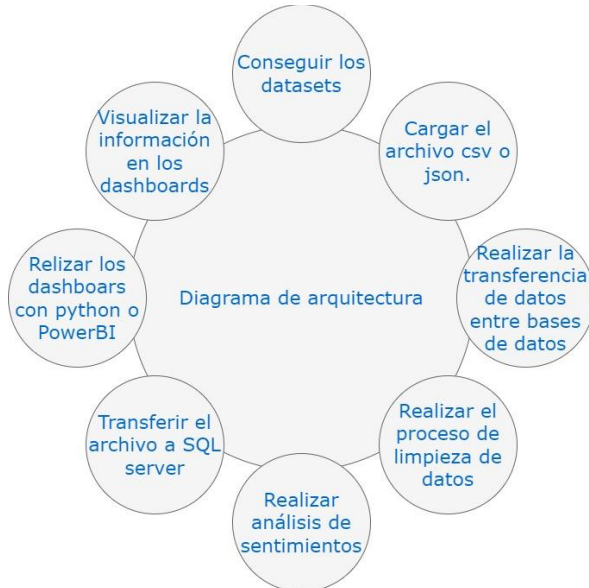 Conseguir los
datasets
Cargar el
archivo csv o
json.
Realizar la
transferencia
de datos
entre bases
de datos
Realizar el
proceso de
limpieza de
datos
Realizar
análisis de
sentimientos
Transferir el
archivo a SQL
server
Relizar los
dashboars
con python o
PowerBI
Visualizar la
información
en los
dashboards
Diagrama de arquitectura